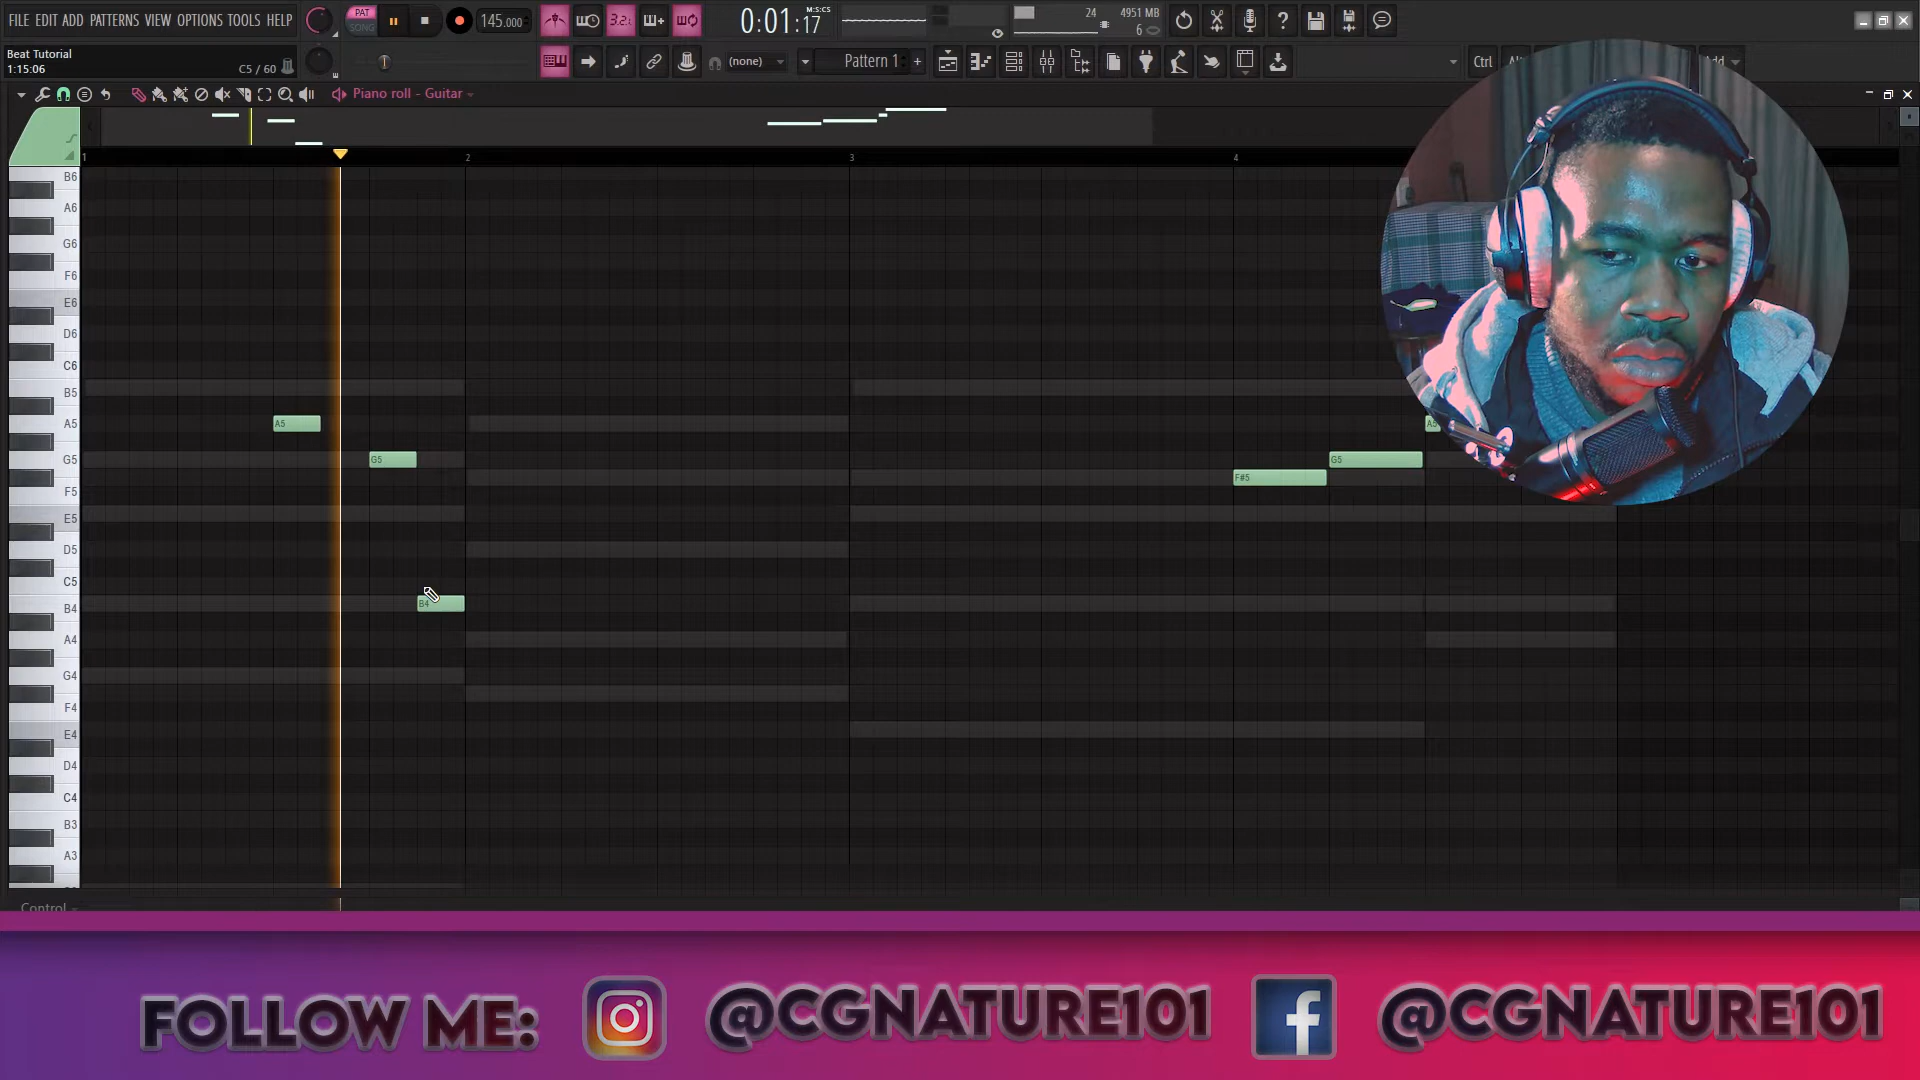 FILE EDIT ADD PATTERNS VIEW OPTIONS TOOLS HELP
PAT
SONG
145.000
3.2.
0:01:17
M:S:CS
24
4951 MB
6
Beat Tutorial
1:15:06
C5 / 60
(none)
Pattern 1
+
Ctrl
Piano roll - Guitar
1
2
3
4
B6
A6
G6
F6
E6
D6
C6
B5
A5
G5
F5
E5
D5
C5
B4
A4
G4
F4
E4
D4
C4
B3
A3
A5
G5
B4
F#5
G5
A5
Control
FOLLOW ME: @CGNATURE101 @CGNATURE101